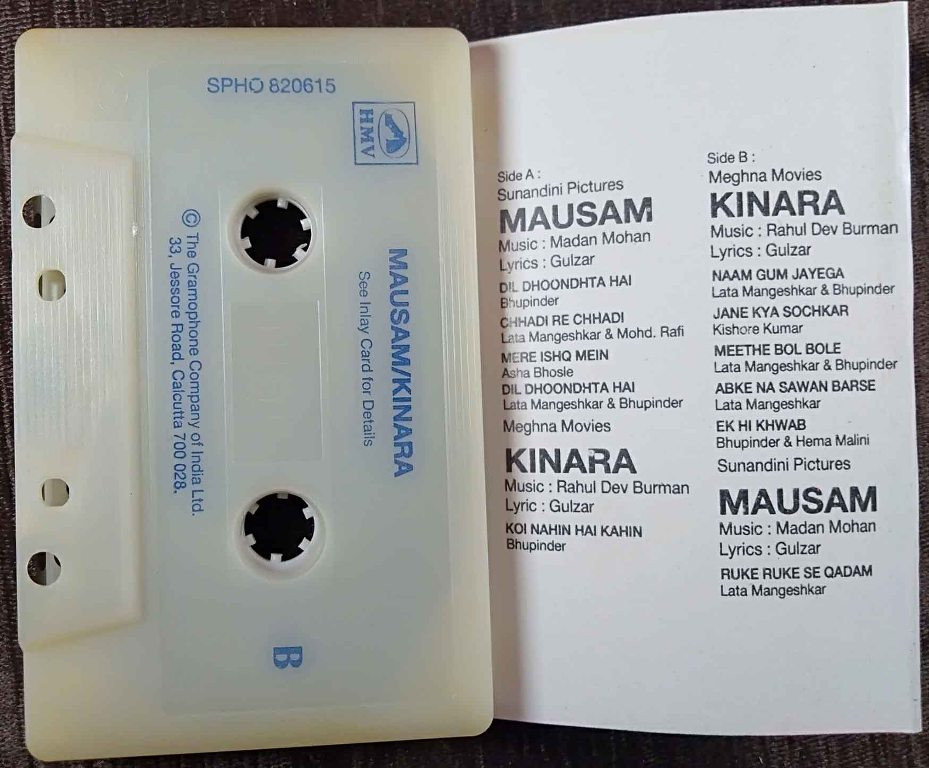 SPHO 820615
HMV
MAUSAM/KINARA
See Inlay Card for Details
© The Gramophone Company of India Ltd.
33, Jessore Road, Calcutta 700 028.
B
Side A :
Sunandini Pictures
MAUSAM
Music : Madan Mohan
Lyrics : Gulzar
DIL DHOONDHTA HAI
Bhupinder
CHHADI RE CHHADI
Lata Mangeshkar & Mohd. Rafi
MERE ISHQ MEIN
Asha Bhosle
DIL DHOONDHTA HAI
Lata Mangeshkar & Bhupinder
Meghna Movies
KINARA
Music : Rahul Dev Burman
Lyric : Gulzar
KOI NAHIN HAI KAHIN
Bhupinder
Side B :
Meghna Movies
KINARA
Music : Rahul Dev Burman
Lyrics : Gulzar
NAAM GUM JAYEGA
Lata Mangeshkar & Bhupinder
JANE KYA SOCHKAR
Kishore Kumar
MEETHE BOL BOLE
Lata Mangeshkar & Bhupinder
ABKE NA SAWAN BARSE
Lata Mangeshkar
EK HI KHWAB
Bhupinder & Hema Malini
Sunandini Pictures
MAUSAM
Music : Madan Mohan
Lyrics : Gulzar
RUKE RUKE SE QADAM
Lata Mangeshkar